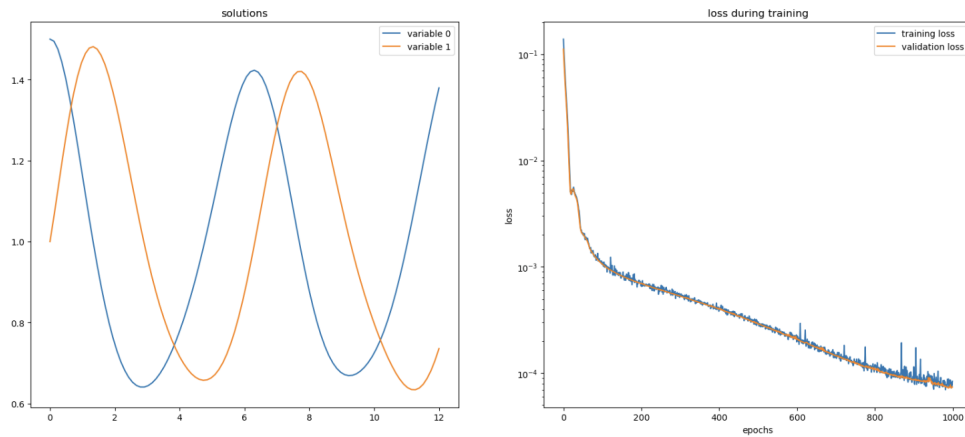 solutions
variable 0
variable 1
1.4
1.2
1.0
0.8
0.6
0
2
4
6
8
10
12
loss during training
training loss
validation loss
10⁻¹
10⁻²
10⁻³
10⁻⁴
loss
0
200
400
600
800
1000
epochs